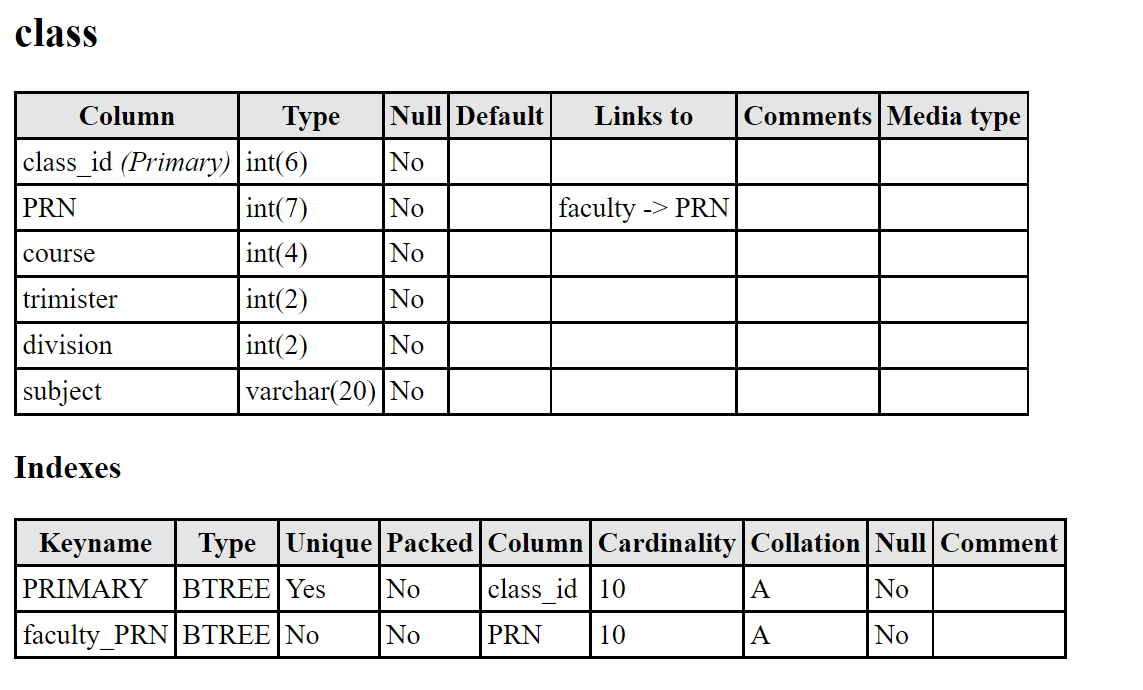 class
Column Type Null Default Links to Comments Media type
class_id (Primary) int(6) No
PRN int(7) No faculty -> PRN
course int(4) No
trimister int(2) No
division int(2) No
subject varchar(20) No
Indexes
Keyname Type Unique Packed Column Cardinality Collation Null Comment
PRIMARY BTREE Yes No class_id 10 A No
faculty_PRN BTREE No No PRN 10 A No